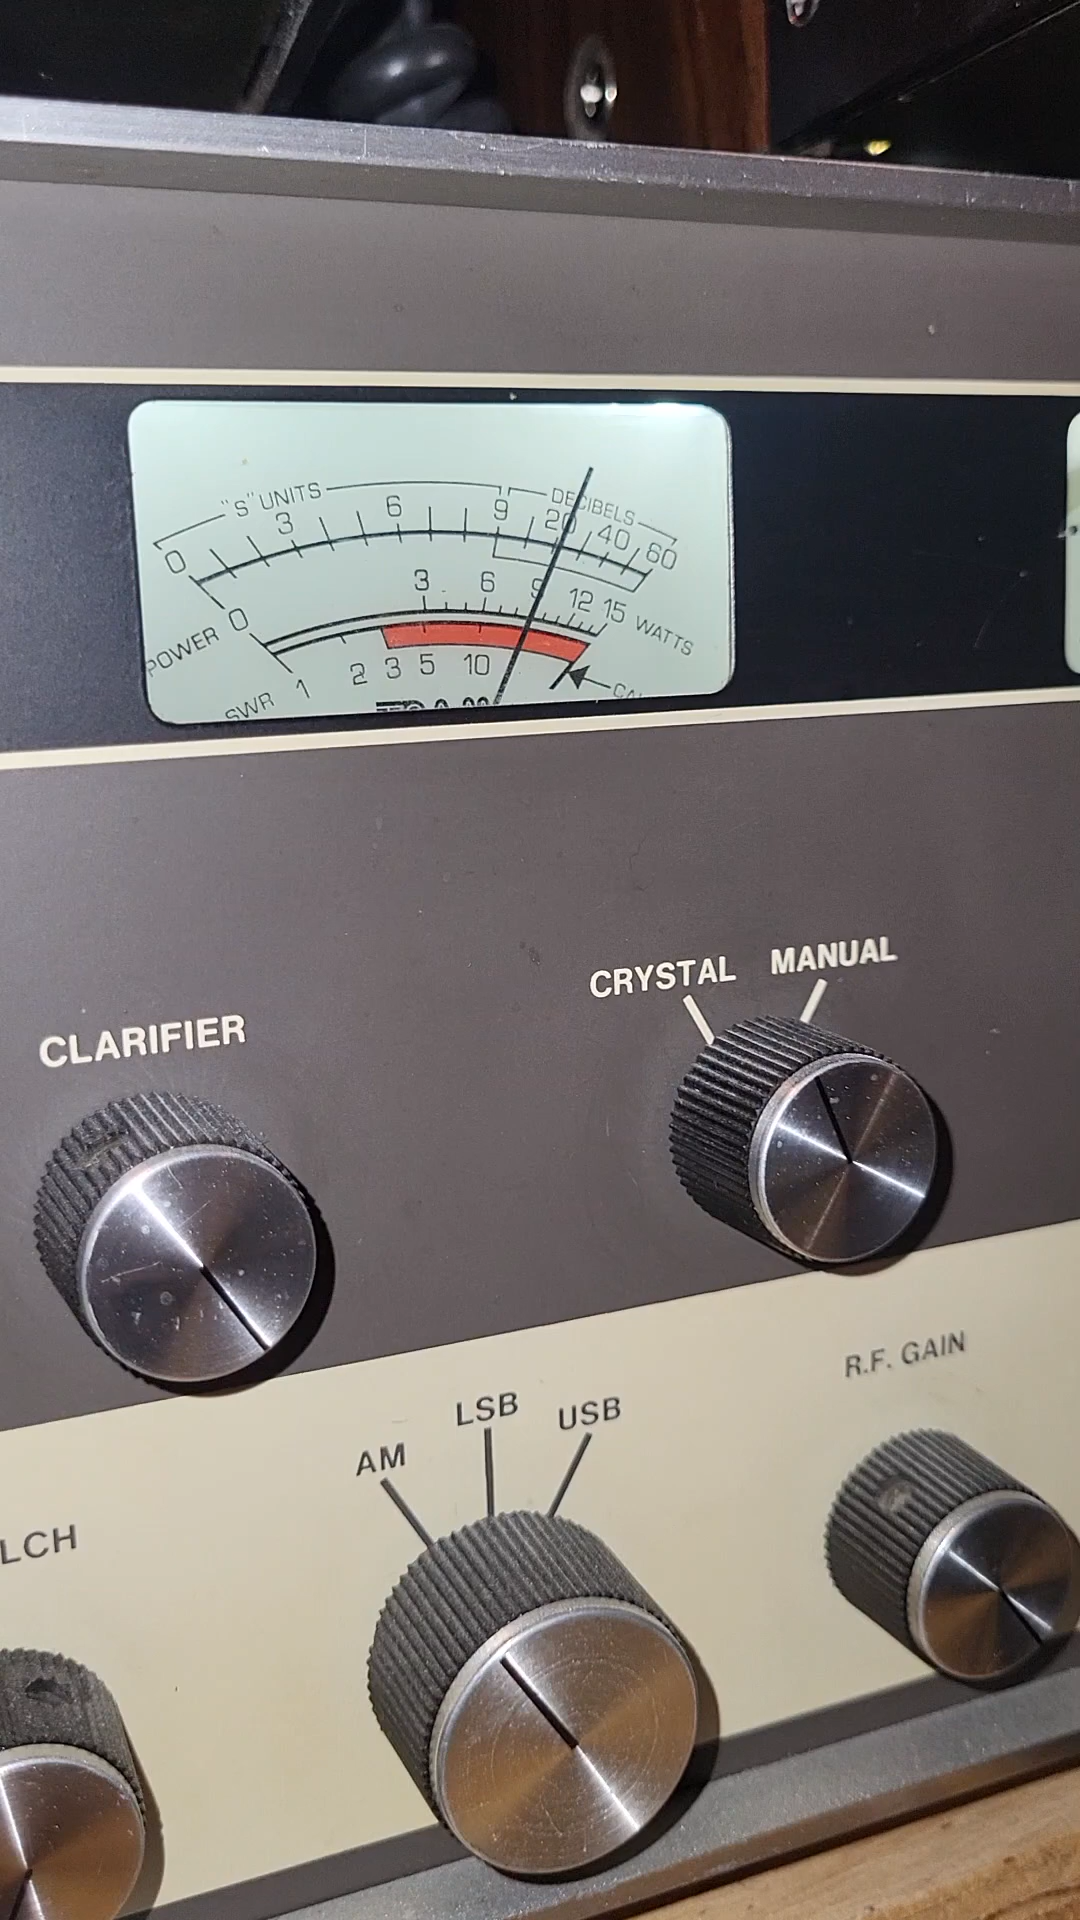 "S" UNITS
DECIBELS
0 3 6 9 20 40 60
POWER 0 3 6 9 12 15 WATTS
SWR 1 2 3 5 10
CRYSTAL MANUAL
CLARIFIER
R.F. GAIN
LSB USB
AM
LCH